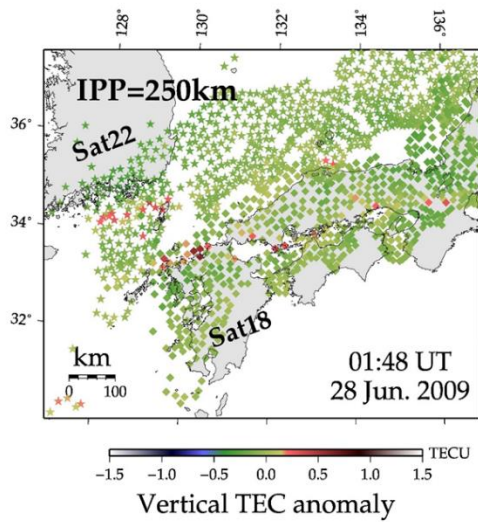 128° 130° 132° 134° 136°
IPP=250km
36°
Sat22
34°
32°
Sat18
km
0 100
01:48 UT
28 Jun. 2009
TECU
−1.5 −1.0 −0.5 0.0 0.5 1.0 1.5
Vertical TEC anomaly